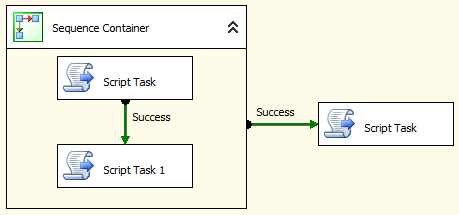 Sequence Container
Script Task
Success
Script Task 1
Success
Script Task